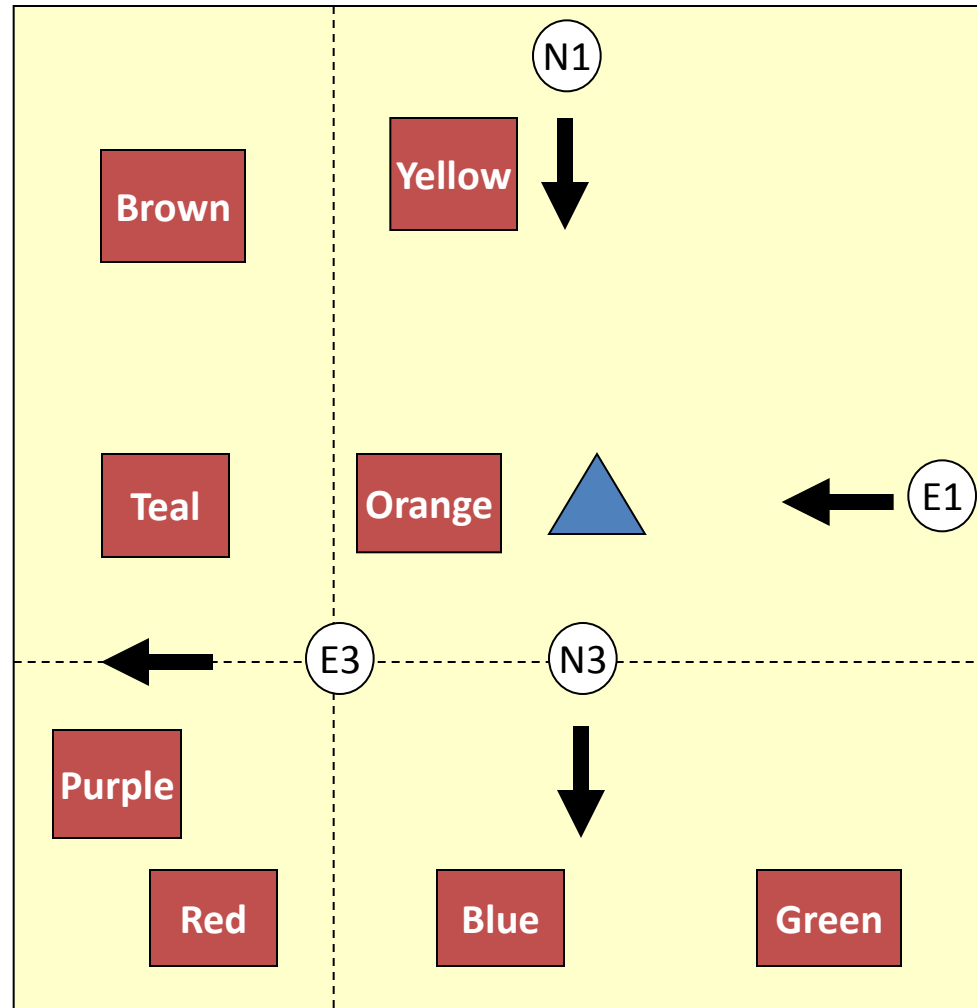 N1
Yellow
Brown
Teal
Orange
E1
E3
N3
Purple
Red
Blue
Green